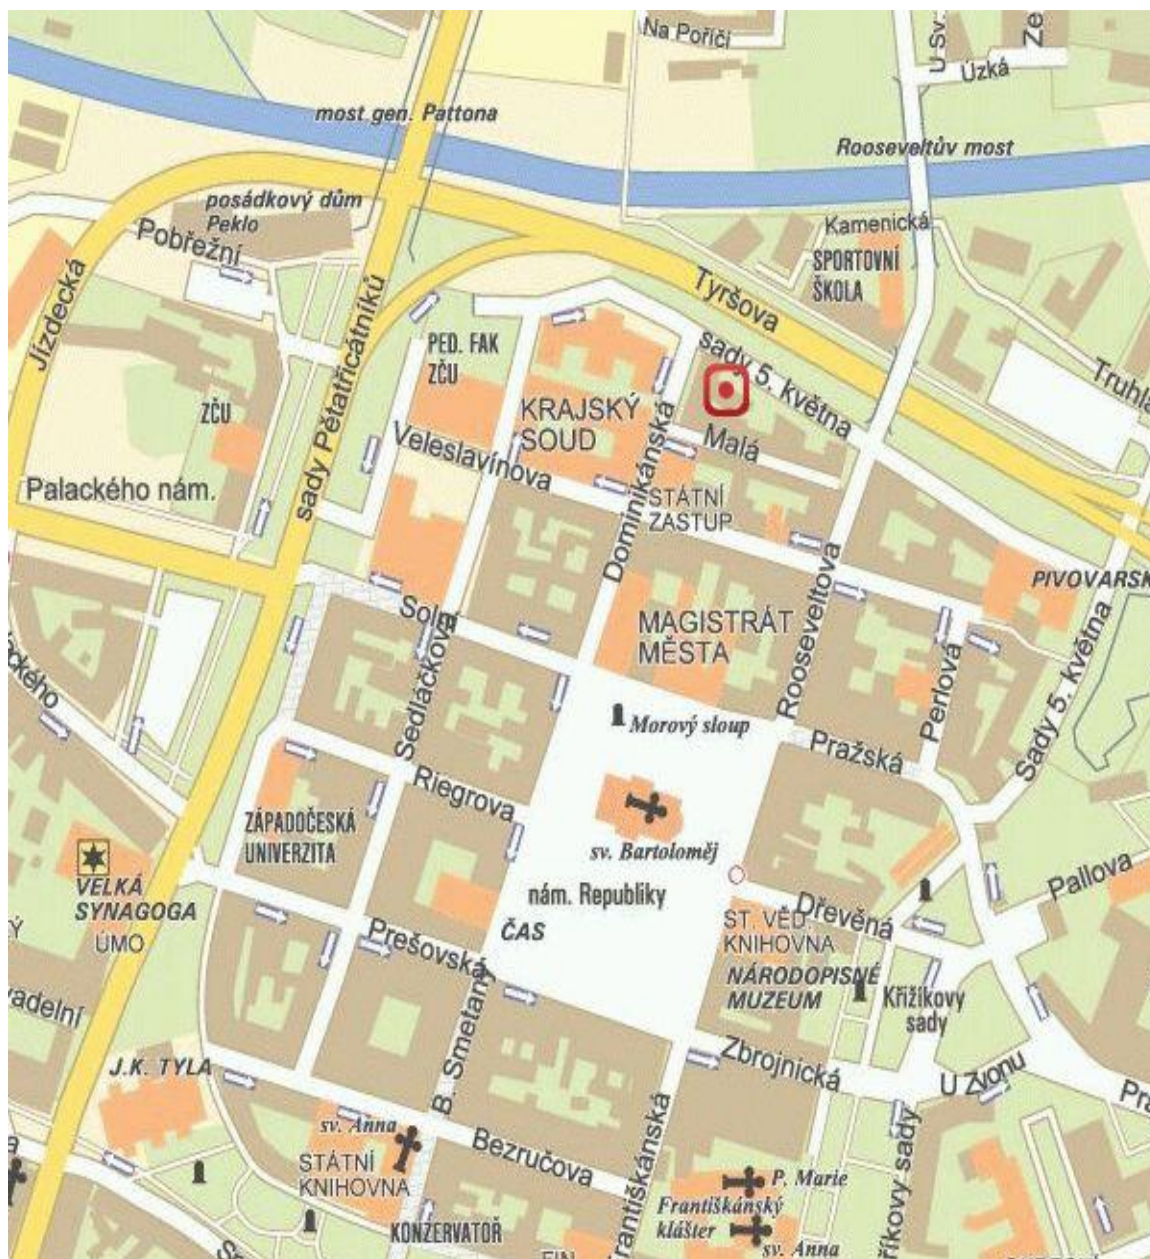 Na Poříčí
U Sv.
Úzká
most gen. Pattona
Rooseveltův most
posádkový dům
Peklo
Pobřežní
Kamenická
SPORTOVNÍ
ŠKOLA
Jízdecká
Tyršova
sady Pětatřicátníků
PED. FAK
ZČU
sady 5. května
KRAJSKÝ
SOUD
ZČU
Veleslavínova
Dominikánská
Malá
Palackého nám.
STÁTNÍ
ZASTUP
Solní
MAGISTRÁT
MĚSTA
Rooseveltova
Perlová
Sady 5. května
Sedláčkova
Morový sloup
Pražská
Riegrova
ZÁPADOČESKÁ
UNIVERZITA
sv. Bartoloměj
Pallova
VELKÁ
SYNAGOGA
ÚMO
nám. Republiky
ČAS
Dřevěná
ST. VĚD.
KNIHOVNA
Prešovská
NÁRODOPISNÉ
MUZEUM
Křižíkovy
sady
J.K. TYLA
B. Smetany
Zbrojnická
U Zvonu
sv. Anna
Bezručova
STÁTNÍ
KNIHOVNA
Františkánská
P. Marie
Františkánský
klášter
KONZERVATOŘ
sv. Anna